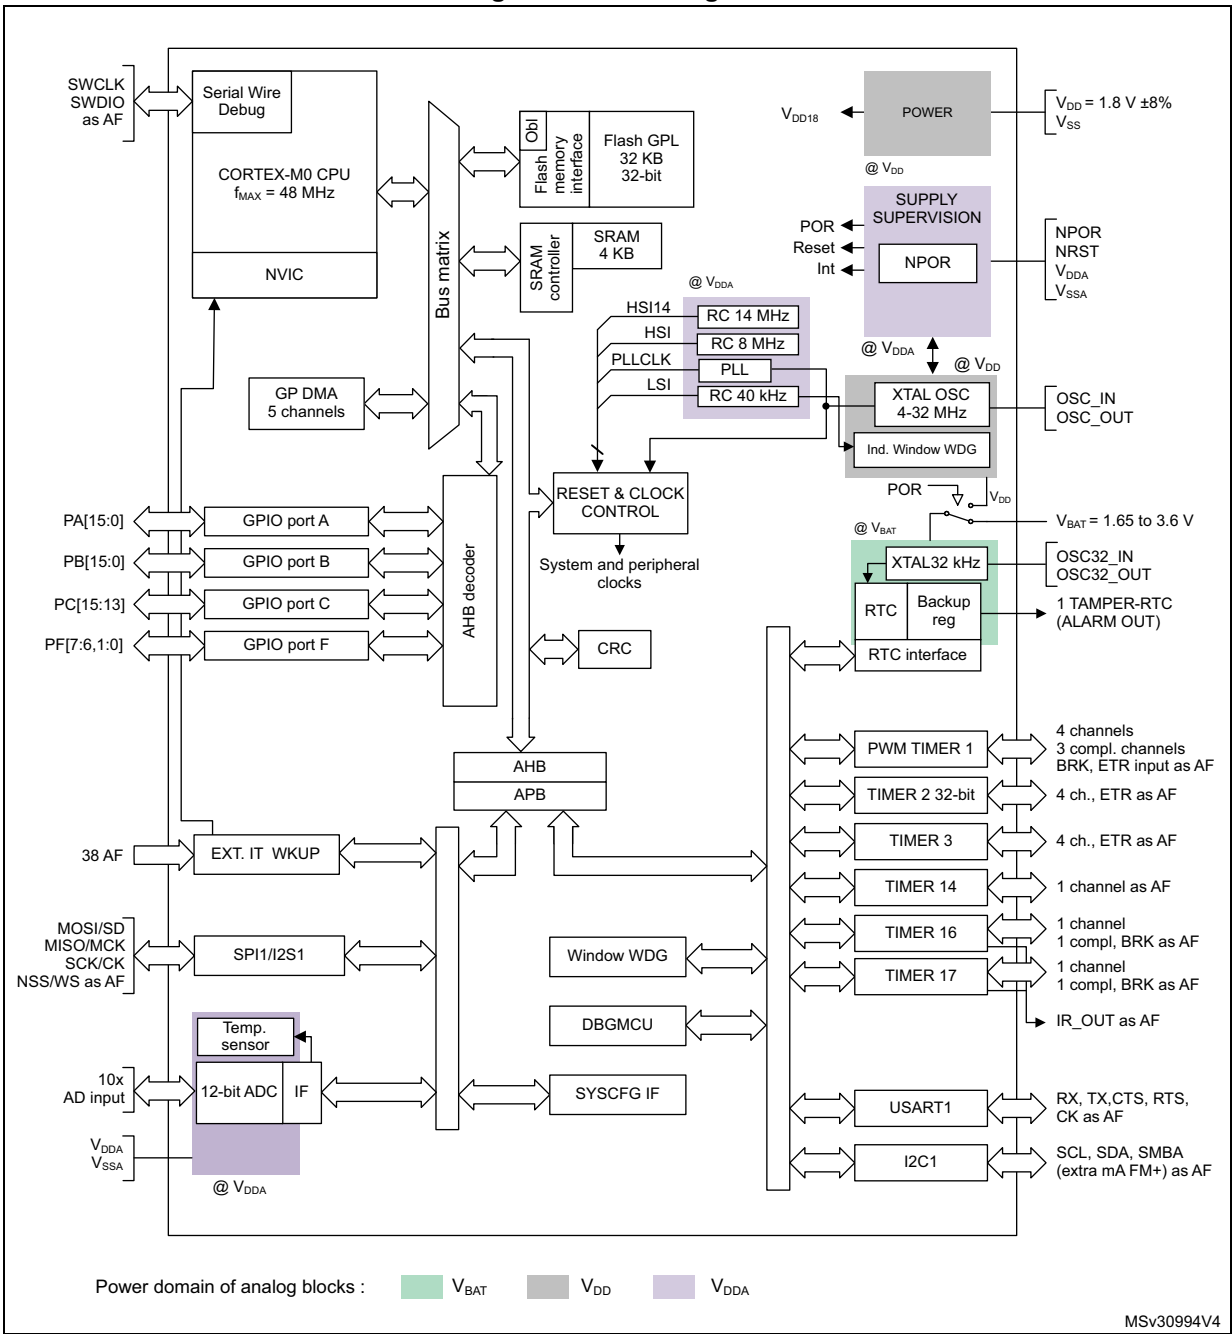 SWCLK
SWDIO
as AF
Serial Wire
Debug
CORTEX-M0 CPU
fMAX = 48 MHz
NVIC
Bus matrix
Obl
Flash
memory
interface
Flash GPL
32 KB
32-bit
SRAM
controller
SRAM
4 KB
VDD18
POWER
VDD = 1.8 V ±8%
VSS
@ VDD
SUPPLY
SUPERVISION
POR
Reset
Int
NPOR
NPOR
NRST
VDDA
VSSA
@ VDDA
HSI14
HSI
PLLCLK
LSI
RC 14 MHz
RC 8 MHz
PLL
RC 40 kHz
@ VDDA
@ VDD
XTAL OSC
4-32 MHz
OSC_IN
OSC_OUT
Ind. Window WDG
GP DMA
5 channels
RESET & CLOCK
CONTROL
System and peripheral
clocks
POR
VDD
VBAT = 1.65 to 3.6 V
@ VBAT
XTAL32 kHz
OSC32_IN
OSC32_OUT
RTC
Backup
reg
1 TAMPER-RTC
(ALARM OUT)
RTC interface
PA[15:0]
GPIO port A
PB[15:0]
GPIO port B
PC[15:13]
GPIO port C
PF[7:6,1:0]
GPIO port F
AHB decoder
CRC
AHB
APB
PWM TIMER 1
4 channels
3 compl. channels
BRK, ETR input as AF
TIMER 2 32-bit
4 ch., ETR as AF
TIMER 3
4 ch., ETR as AF
TIMER 14
1 channel as AF
TIMER 16
1 channel
1 compl, BRK as AF
TIMER 17
1 channel
1 compl, BRK as AF
IR_OUT as AF
38 AF
EXT. IT WKUP
MOSI/SD
MISO/MCK
SCK/CK
NSS/WS as AF
SPI1/I2S1
Window WDG
DBGMCU
SYSCFG IF
Temp.
sensor
10x
AD input
12-bit ADC
IF
VDDA
VSSA
@ VDDA
USART1
RX, TX,CTS, RTS,
CK as AF
I2C1
SCL, SDA, SMBA
(extra mA FM+) as AF
Power domain of analog blocks :
VBAT
VDD
VDDA
MSv30994V4